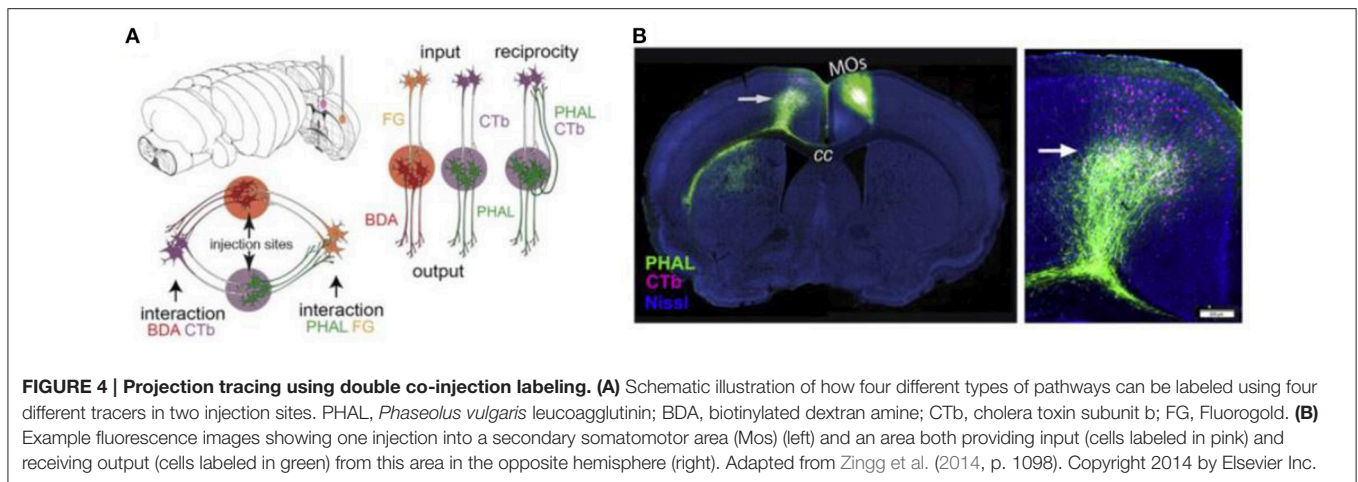 A
input
reciprocity
FG
CTb
PHAL
CTb
BDA
PHAL
output
injection sites
interaction
BDA CTb
interaction
PHAL FG
B
MOs
cc
PHAL
CTb
Nissl
FIGURE 4 | Projection tracing using double co-injection labeling. (A) Schematic illustration of how four different types of pathways can be labeled using four
different tracers in two injection sites. PHAL, Phaseolus vulgaris leucoagglutinin; BDA, biotinylated dextran amine; CTb, cholera toxin subunit b; FG, Fluorogold. (B)
Example fluorescence images showing one injection into a secondary somatomotor area (Mos) (left) and an area both providing input (cells labeled in pink) and
receiving output (cells labeled in green) from this area in the opposite hemisphere (right). Adapted from Zingg et al. (2014, p. 1098). Copyright 2014 by Elsevier Inc.